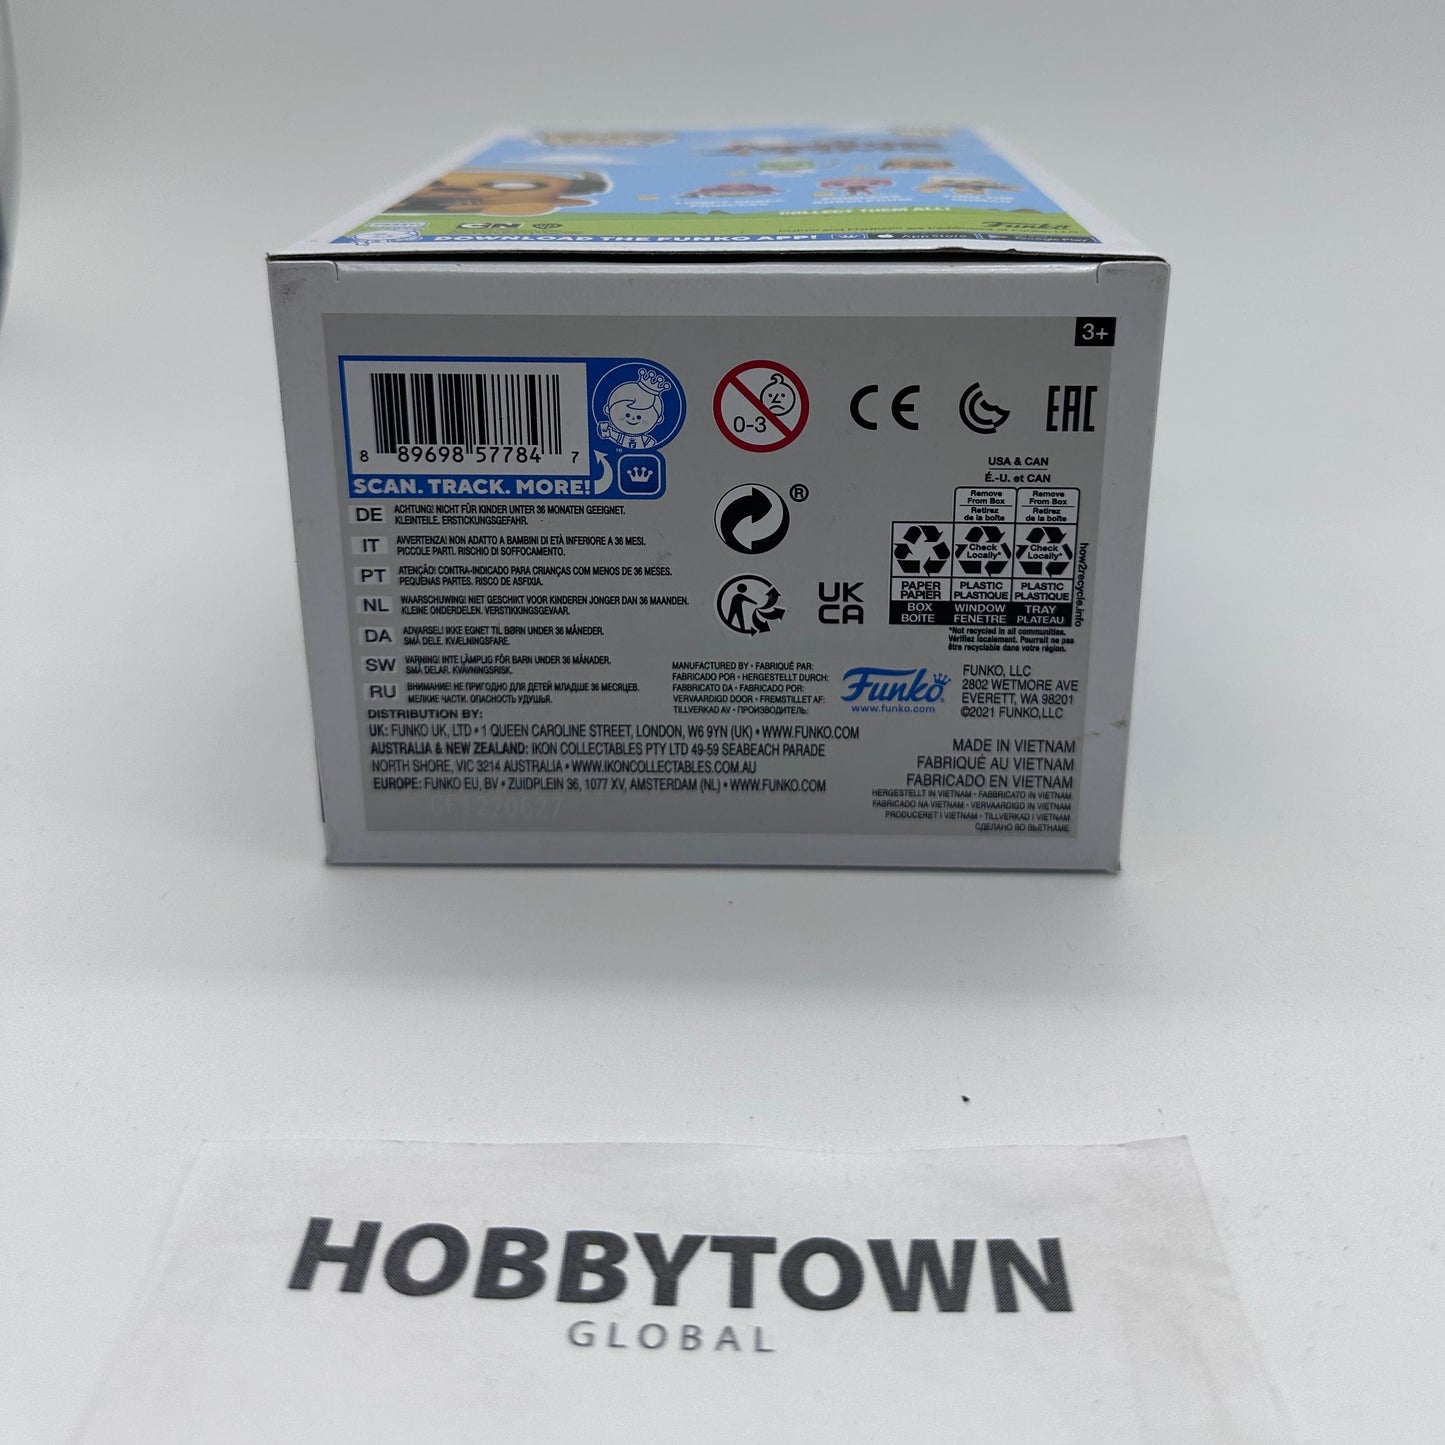 COLLECT THEM ALL!
CN
Funko
DOWNLOAD THE FUNKO APP!
App Store
Google Play
3+
8 89698 57784 7
SCAN. TRACK. MORE!
™
0-3
CE
EAC
®
UK
CA
USA & CAN
É.-U. et CAN
Remove From Box
Retirez de la boîte
Remove From Box
Retirez de la boîte
Check Locally*
Check Locally*
PAPER
PAPIER
BOX
BOÎTE
PLASTIC
PLASTIQUE
WINDOW
FENÊTRE
PLASTIC
PLASTIQUE
TRAY
PLATEAU
how2recycle.info
*Not recycled in all communities.
Vérifiez localement. Pourrait ne pas
être recyclable dans votre région.
DE ACHTUNG! NICHT FÜR KINDER UNTER 36 MONATEN GEEIGNET.
KLEINTEILE. ERSTICKUNGSGEFAHR.
IT AVVERTENZA! NON ADATTO A BAMBINI DI ETÀ INFERIORE A 36 MESI.
PICCOLE PARTI. RISCHIO DI SOFFOCAMENTO.
PT ATENÇÃO! CONTRA-INDICADO PARA CRIANÇAS COM MENOS DE 36 MESES.
PEQUENAS PARTES. RISCO DE ASFIXIA.
NL WAARSCHUWING! NIET GESCHIKT VOOR KINDEREN JONGER DAN 36 MAANDEN.
KLEINE ONDERDELEN. VERSTIKKINGSGEVAAR.
DA ADVARSEL! IKKE EGNET TIL BØRN UNDER 36 MÅNEDER.
SMÅ DELE. KVÆLNINGSFARE.
SW VARNING! INTE LÄMPLIG FÖR BARN UNDER 36 MÅNADER.
SMÅ DELAR. KVÄVNINGSRISK.
RU ВНИМАНИЕ! НЕ ПРИГОДНО ДЛЯ ДЕТЕЙ МЛАДШЕ 36 МЕСЯЦЕВ.
МЕЛКИЕ ЧАСТИ. ОПАСНОСТЬ УДУШЬЯ.
MANUFACTURED BY • FABRIQUÉ PAR:
FABRICADO POR • HERGESTELLT DURCH:
FABBRICATO DA • FABRICADO POR:
VERVAARDIGD DOOR • FREMSTILLET AF:
TILLVERKAD AV • ПРОИЗВОДИТЕЛЬ:
Funko
www.funko.com
FUNKO, LLC
2802 WETMORE AVE
EVERETT, WA 98201
©2021 FUNKO,LLC
DISTRIBUTION BY:
UK: FUNKO UK, LTD • 1 QUEEN CAROLINE STREET, LONDON, W6 9YN (UK) • WWW.FUNKO.COM
AUSTRALIA & NEW ZEALAND: IKON COLLECTABLES PTY LTD 49-59 SEABEACH PARADE
NORTH SHORE, VIC 3214 AUSTRALIA • WWW.IKONCOLLECTABLES.COM.AU
EUROPE: FUNKO EU, BV • ZUIDPLEIN 36, 1077 XV, AMSTERDAM (NL) • WWW.FUNKO.COM
MADE IN VIETNAM
FABRIQUÉ AU VIETNAM
FABRICADO EN VIETNAM
HERGESTELLT IN VIETNAM • FABBRICATO IN VIETNAM
FABRICADO NA VIETNAM • VERVAARDIGD IN VIETNAM
PRODUCERET I VIETNAM • TILLVERKAD I VIETNAM
СДЕЛАНО ВО ВЬЕТНАМЕ
HOBBYTOWN
GLOBAL